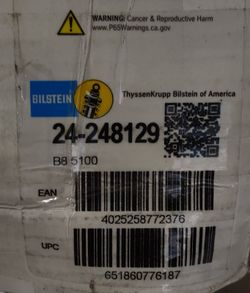 WARNING: Cancer & Reproductive Harm
www.P65Warnings.ca.gov
BILSTEIN
ThyssenKrupp Bilstein of America
24-248129
B8 5100
EAN
4025258772376
UPC
651860776187